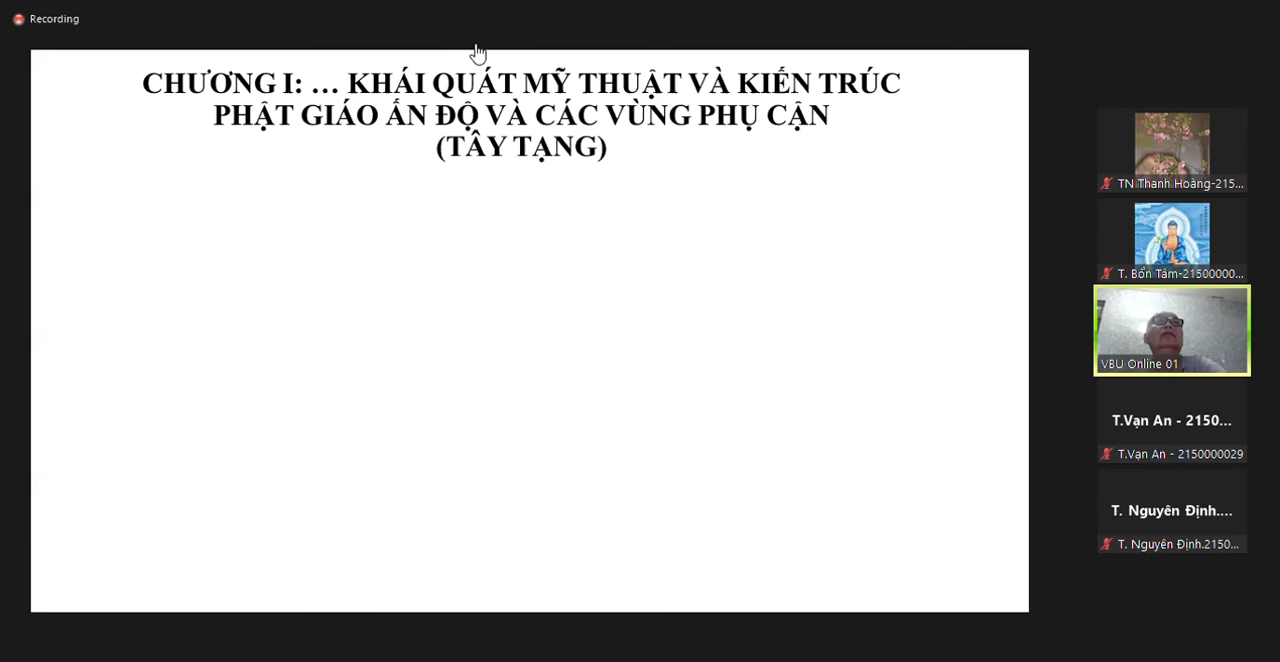 Recording
CHƯƠNG I: ... KHÁI QUÁT MỸ THUẬT VÀ KIẾN TRÚC
PHẬT GIÁO ẤN ĐỘ VÀ CÁC VÙNG PHỤ CẬN
(TÂY TẠNG)
TN Thanh Hoàng-215...
T. Bổn Tâm-21500000...
VBU Online 01
T.Vạn An - 2150...
T.Vạn An - 2150000029
T. Nguyên Định....
T. Nguyên Định.2150...